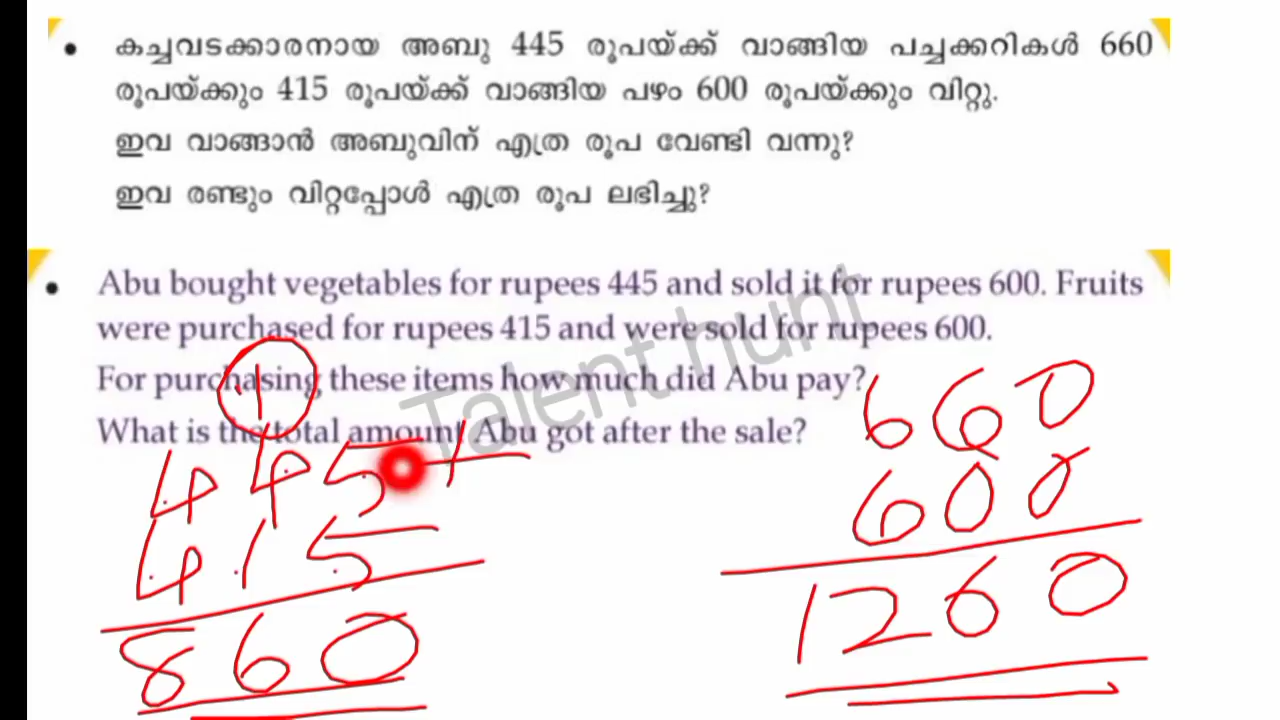 • കച്ചവടക്കാരനായ അബു 445 രൂപയ്ക്ക് വാങ്ങിയ പച്ചക്കറികൾ 660
രൂപയ്ക്കും 415 രൂപയ്ക്ക് വാങ്ങിയ പഴം 600 രൂപയ്ക്കും വിറ്റു.
ഇവ വാങ്ങാൻ അബുവിന് എത്ര രൂപ വേണ്ടി വന്നു?
ഇവ രണ്ടും വിറ്റപ്പോൾ എത്ര രൂപ ലഭിച്ചു?
• Abu bought vegetables for rupees 445 and sold it for rupees 600. Fruits
were purchased for rupees 415 and were sold for rupees 600.
For purchasing these items how much did Abu pay?
What is the total amount Abu got after the sale?
Talent hunt
1
445 +
415
860
660
600
1260